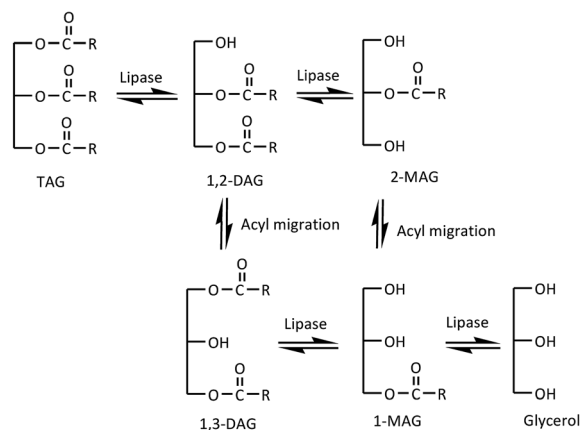 O
O–C–R
O
O–C–R
O
O–C–R
TAG
Lipase
OH
O
O–C–R
O
O–C–R
1,2-DAG
Lipase
OH
O
O–C–R
OH
2-MAG
Acyl migration
Acyl migration
O
O–C–R
OH
O
O–C–R
1,3-DAG
Lipase
OH
OH
O
O–C–R
1-MAG
Lipase
OH
OH
OH
Glycerol